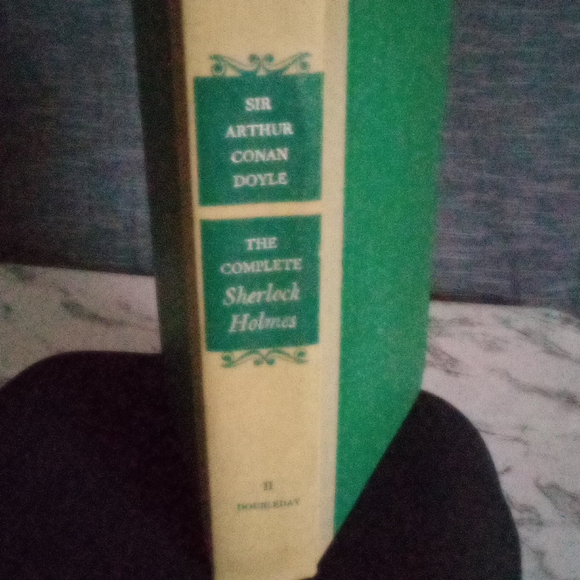 SIR
ARTHUR
CONAN
DOYLE
THE
COMPLETE
Sherlock
Holmes
II
DOUBLEDAY